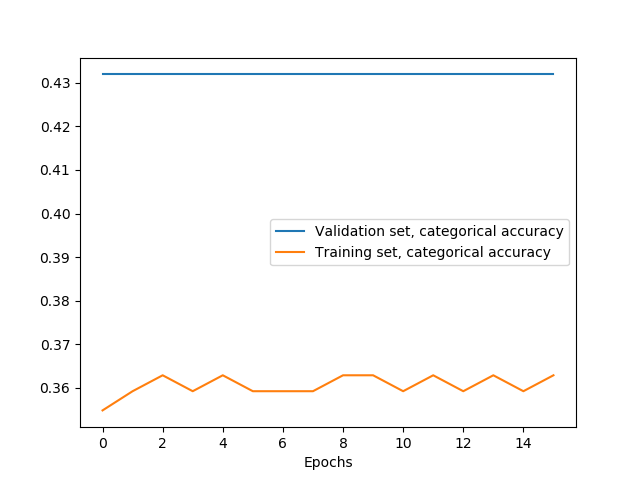 0.43
0.42
0.41
0.40
0.39
0.38
0.37
0.36
Validation set, categorical accuracy
Training set, categorical accuracy
0 2 4 6 8 10 12 14
Epochs